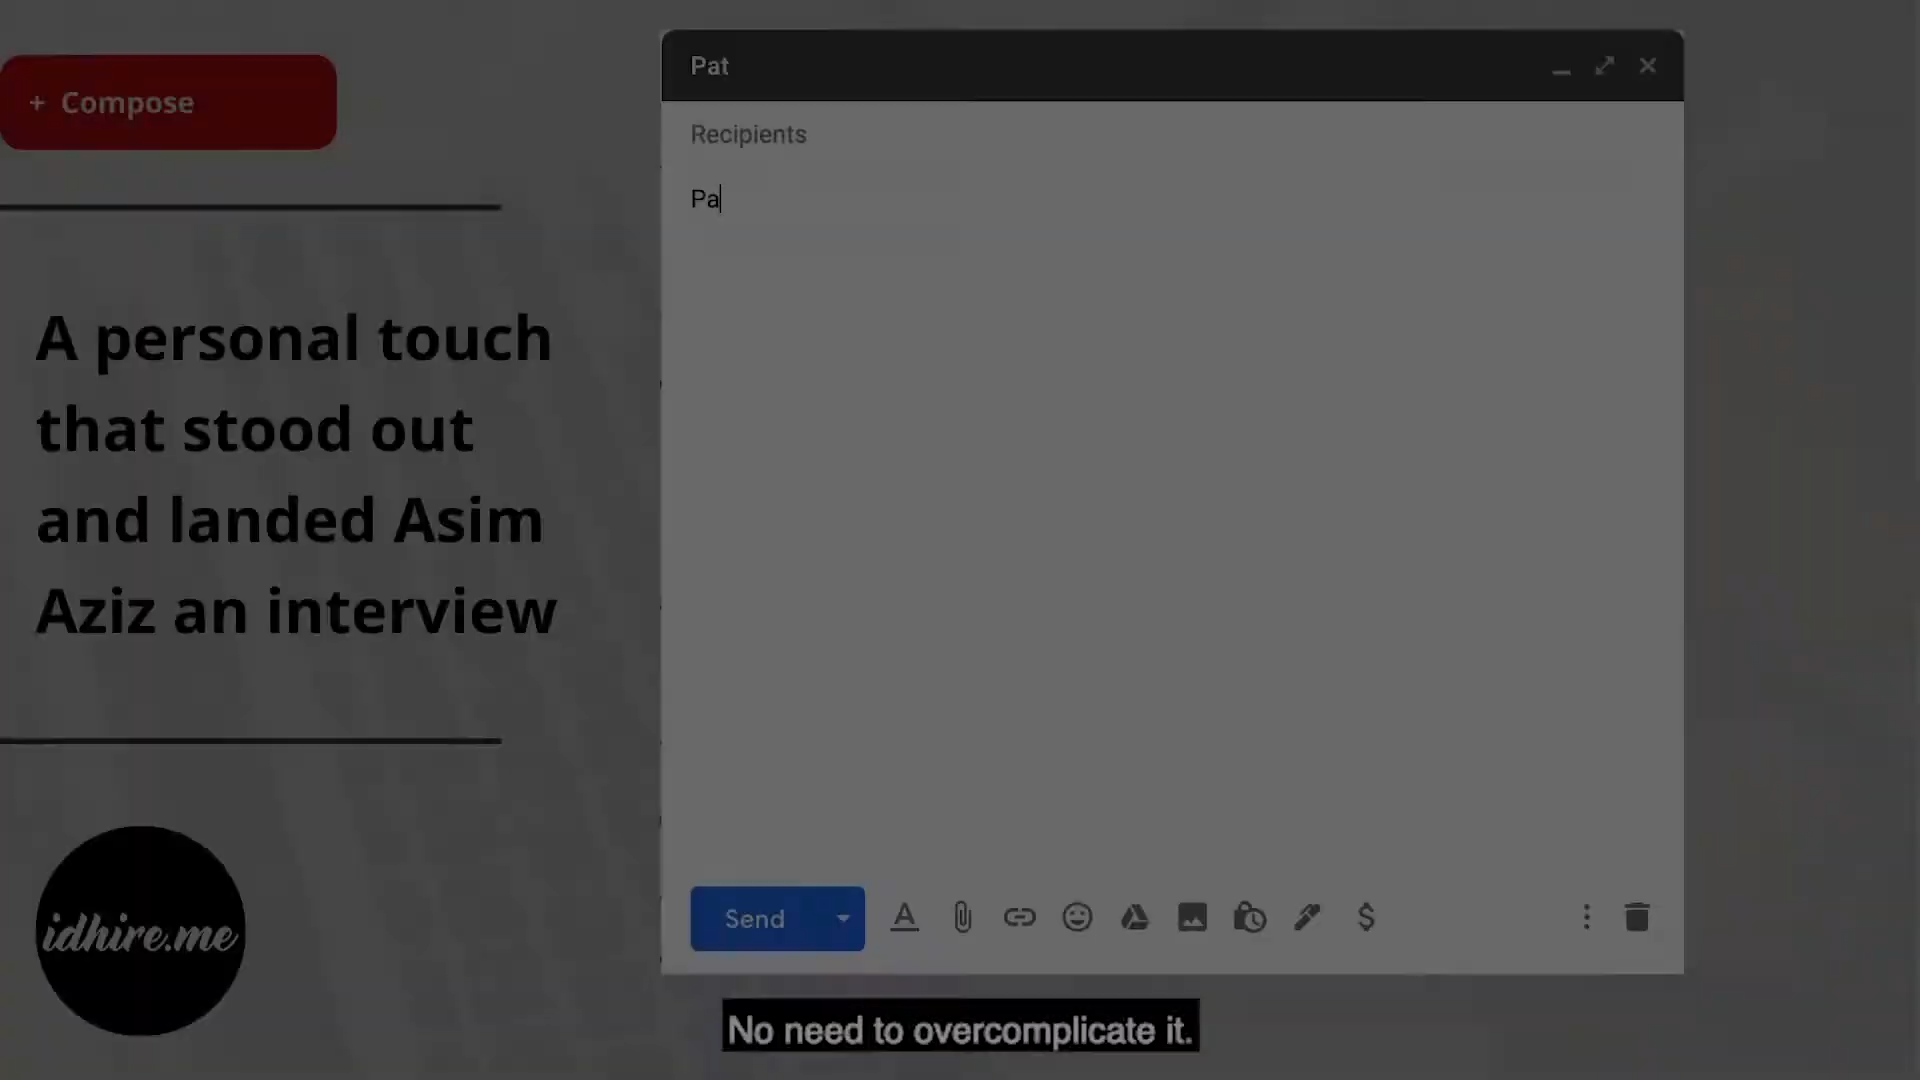 + Compose
A personal touch
that stood out
and landed Asim
Aziz an interview
idhire.me
Pat
Recipients
Pa
Send
No need to overcomplicate it.